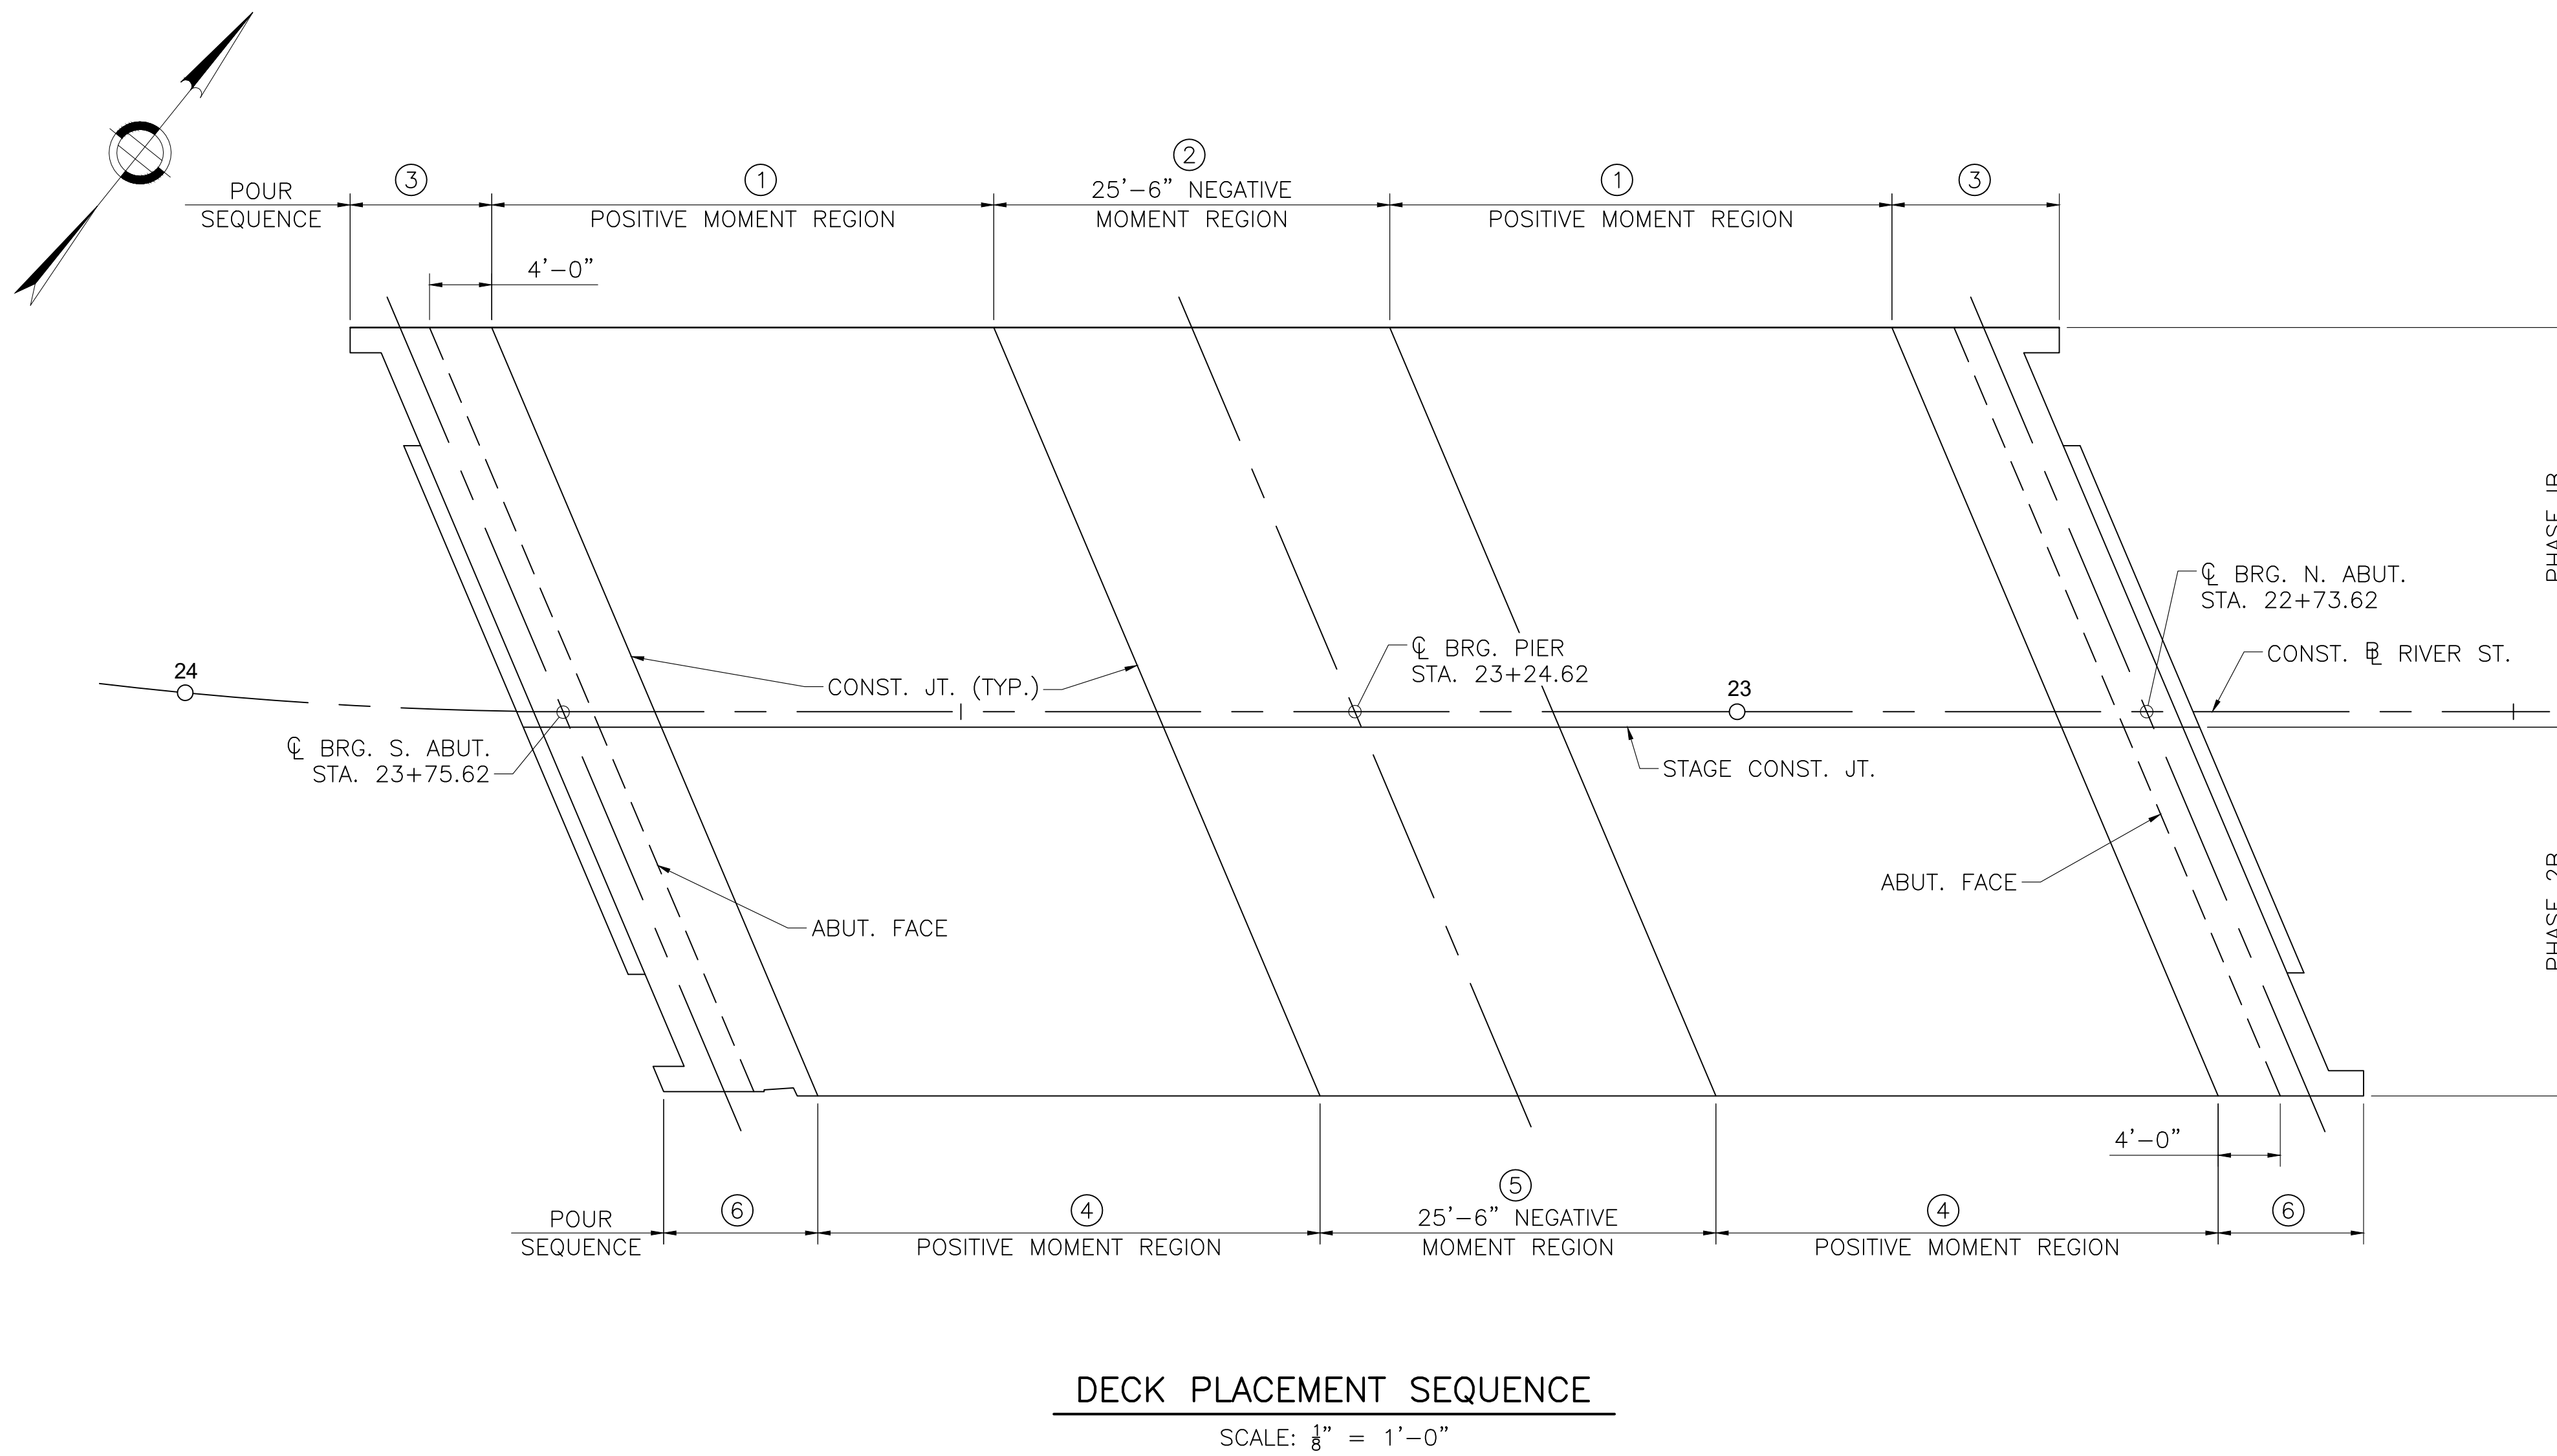 ②
③ ① 25'-6" NEGATIVE ① ③
POUR
SEQUENCE POSITIVE MOMENT REGION MOMENT REGION POSITIVE MOMENT REGION
4'-0"
℄ BRG. N. ABUT.
STA. 22+73.62
℄ BRG. PIER
STA. 23+24.62
CONST. ⅊ RIVER ST.
24
CONST. JT. (TYP.)
23
℄ BRG. S. ABUT.
STA. 23+75.62
STAGE CONST. JT.
ABUT. FACE
ABUT. FACE
4'-0"
⑤
⑥ ④ 25'-6" NEGATIVE ④ ⑥
POUR
SEQUENCE POSITIVE MOMENT REGION MOMENT REGION POSITIVE MOMENT REGION
DECK PLACEMENT SEQUENCE
SCALE: ⅛" = 1'-0"